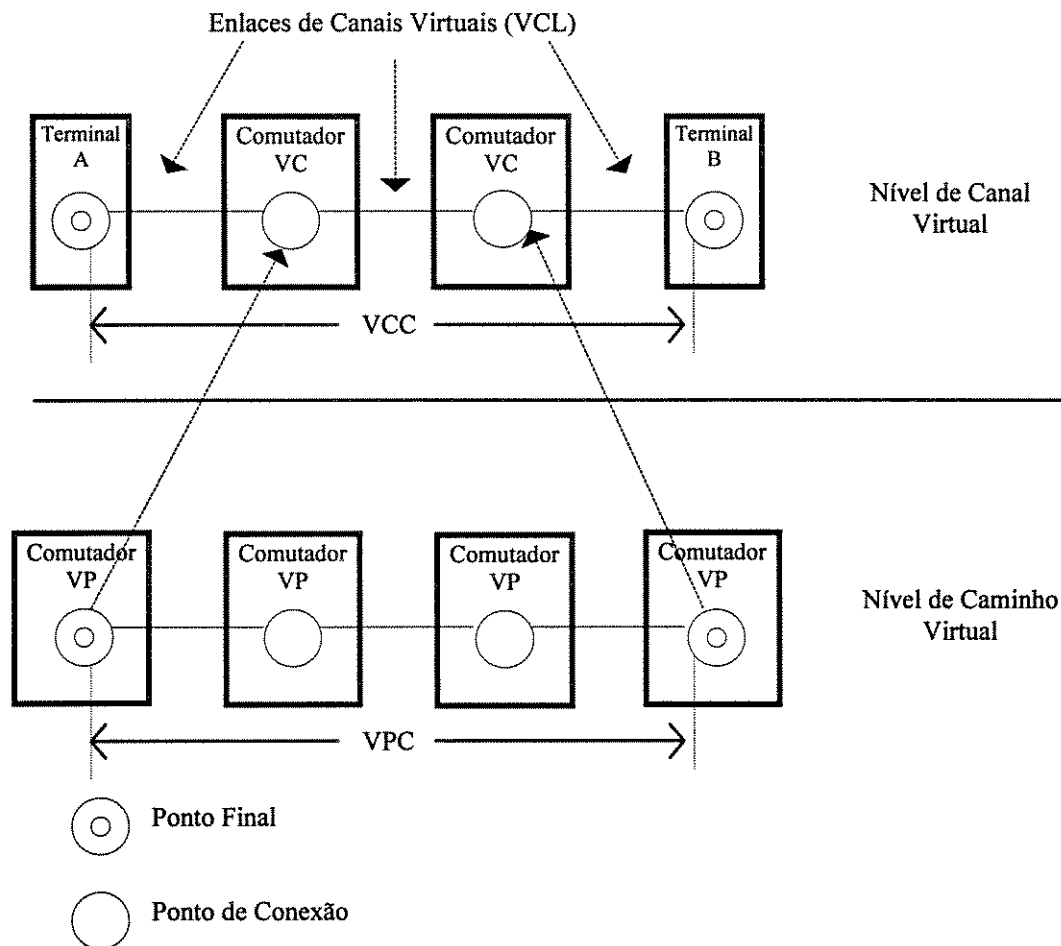 Enlaces de Canais Virtuais (VCL)
Terminal
A
Comutador
VC
Comutador
VC
Terminal
B
Nível de Canal
Virtual
VCC
Comutador
VP
Comutador
VP
Comutador
VP
Comutador
VP
Nível de Caminho
Virtual
VPC
Ponto Final
Ponto de Conexão